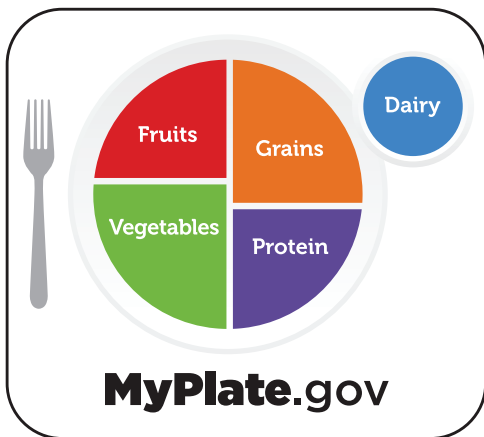 Fruits
Grains
Dairy
Vegetables
Protein
MyPlate.gov